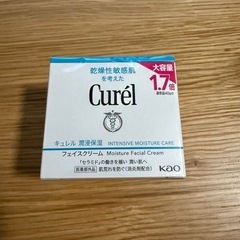 乾燥性敏感肌
を考えた
大容量
1.7倍
Curél
キュレル 潤浸保湿 INTENSIVE MOISTURE CARE
フェイスクリーム Moisture Facial Cream
「セラミド」の働きを補い 潤い肌へ
医薬部外品 肌荒れを防ぐ(消炎剤配合)
Kao